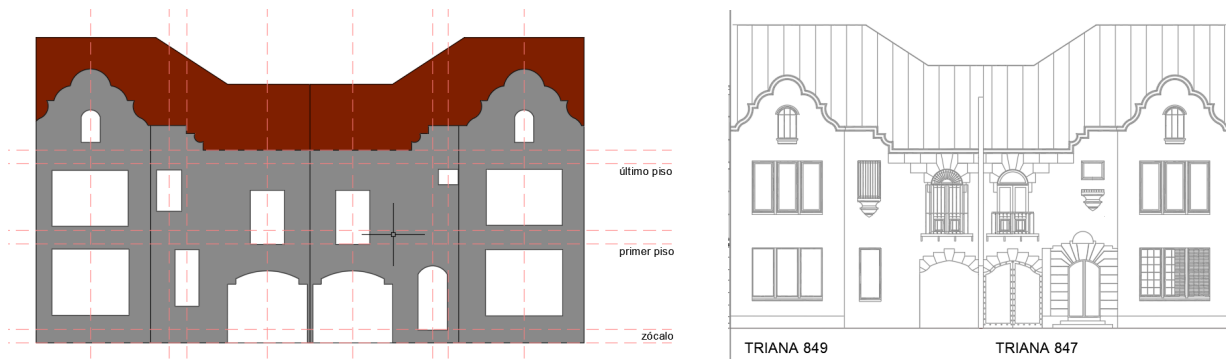 último piso
primer piso
zócalo
TRIANA 849
TRIANA 847